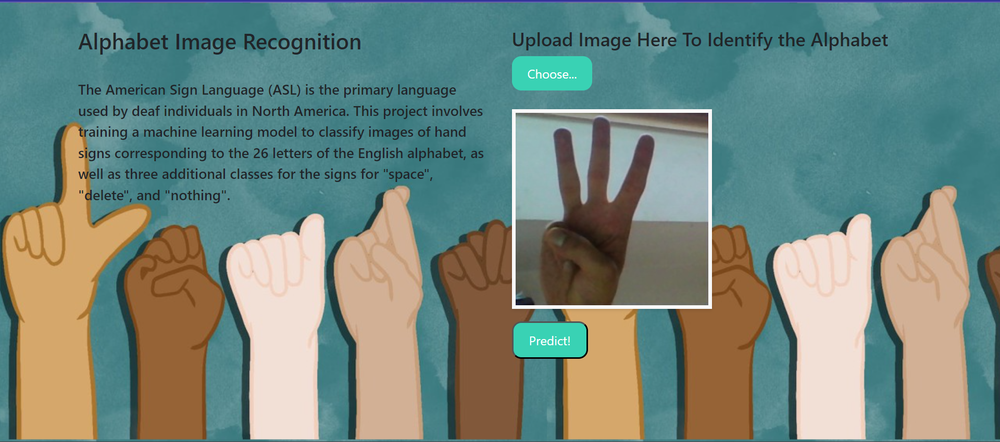 Alphabet Image Recognition
The American Sign Language (ASL) is the primary language
used by deaf individuals in North America. This project involves
training a machine learning model to classify images of hand
signs corresponding to the 26 letters of the English alphabet, as
well as three additional classes for the signs for "space",
"delete", and "nothing".
Upload Image Here To Identify the Alphabet
Choose...
Predict!